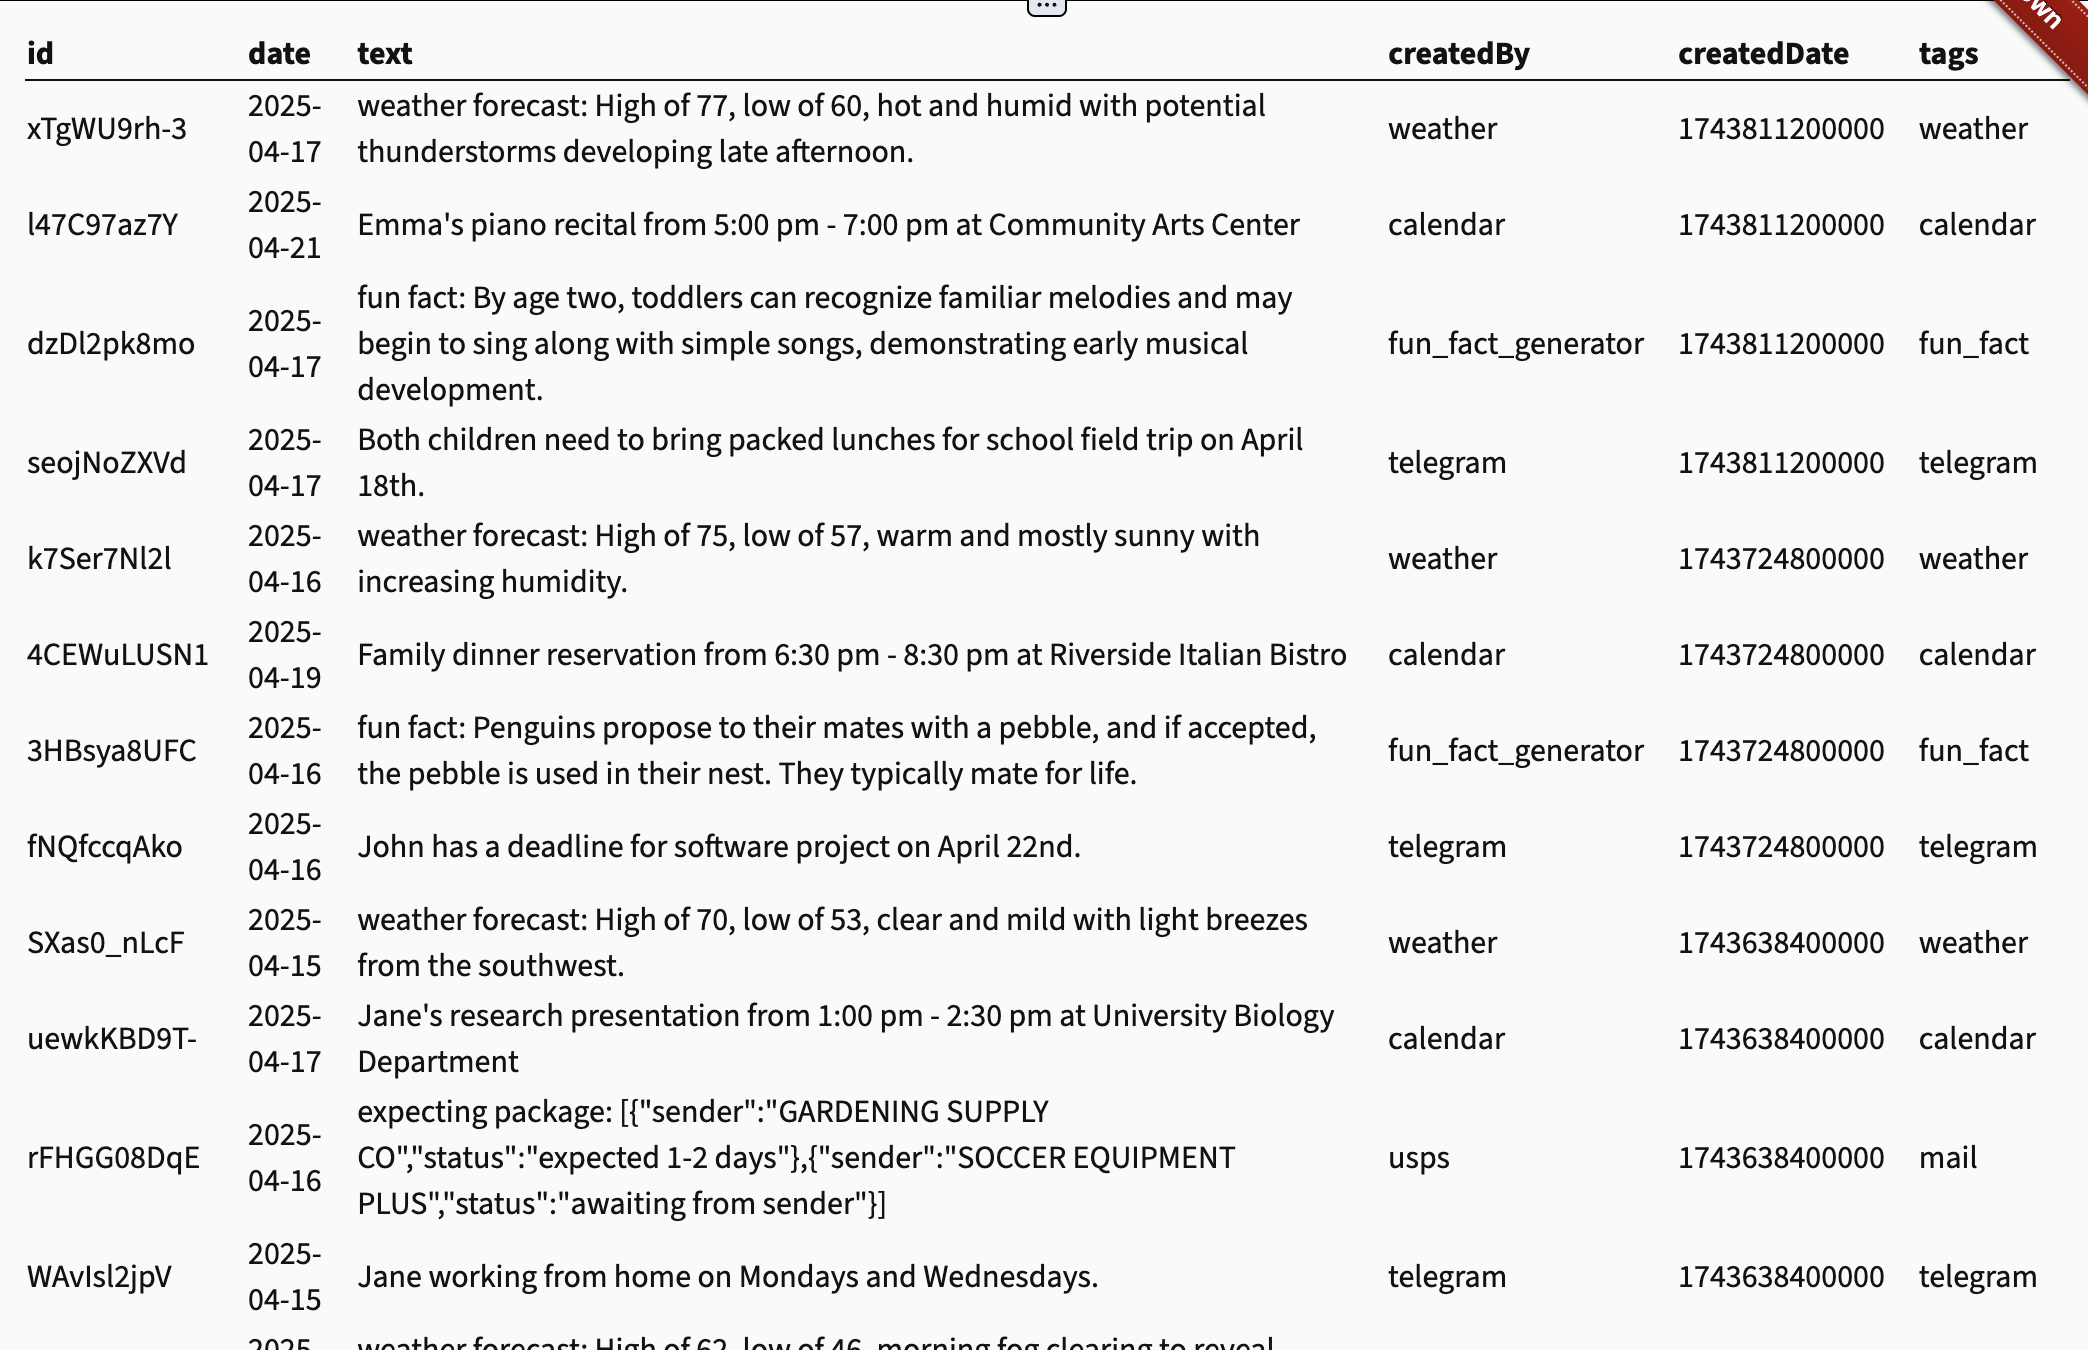 ...
wn
id date text createdBy createdDate tags
2025- weather forecast: High of 77, low of 60, hot and humid with potential
xTgWU9rh-3 weather 1743811200000 weather
04-17 thunderstorms developing late afternoon.
2025-
l47C97az7Y Emma's piano recital from 5:00 pm - 7:00 pm at Community Arts Center calendar 1743811200000 calendar
04-21
fun fact: By age two, toddlers can recognize familiar melodies and may
2025-
dzDl2pk8mo begin to sing along with simple songs, demonstrating early musical fun_fact_generator 1743811200000 fun_fact
04-17
development.
2025- Both children need to bring packed lunches for school field trip on April
seojNoZXVd telegram 1743811200000 telegram
04-17 18th.
2025- weather forecast: High of 75, low of 57, warm and mostly sunny with
k7Ser7Nl2l weather 1743724800000 weather
04-16 increasing humidity.
2025-
4CEWuLUSN1 Family dinner reservation from 6:30 pm - 8:30 pm at Riverside Italian Bistro calendar 1743724800000 calendar
04-19
2025- fun fact: Penguins propose to their mates with a pebble, and if accepted,
3HBsya8UFC fun_fact_generator 1743724800000 fun_fact
04-16 the pebble is used in their nest. They typically mate for life.
2025-
fNQfccqAko John has a deadline for software project on April 22nd. telegram 1743724800000 telegram
04-16
2025- weather forecast: High of 70, low of 53, clear and mild with light breezes
SXas0_nLcF weather 1743638400000 weather
04-15 from the southwest.
2025- Jane's research presentation from 1:00 pm - 2:30 pm at University Biology
uewkKBD9T- calendar 1743638400000 calendar
04-17 Department
expecting package: [{"sender":"GARDENING SUPPLY
2025-
rFHGG08DqE CO","status":"expected 1-2 days"},{"sender":"SOCCER EQUIPMENT usps 1743638400000 mail
04-16
PLUS","status":"awaiting from sender"}]
2025-
WAvIsl2jpV Jane working from home on Mondays and Wednesdays. telegram 1743638400000 telegram
04-15
2025- weather forecast: High of 62, low of 46, morning fog clearing to reveal